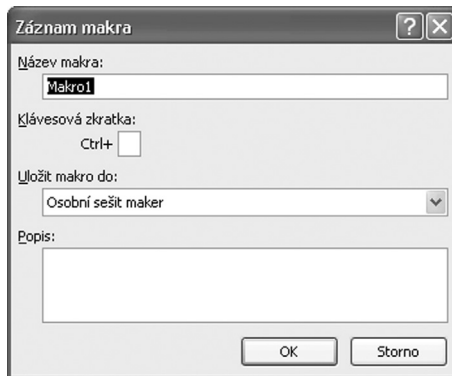 Záznam makra
Název makra:
Makro1
Klávesová zkratka:
Ctrl+
Uložit makro do:
Osobní sešit maker
Popis:
OK Storno